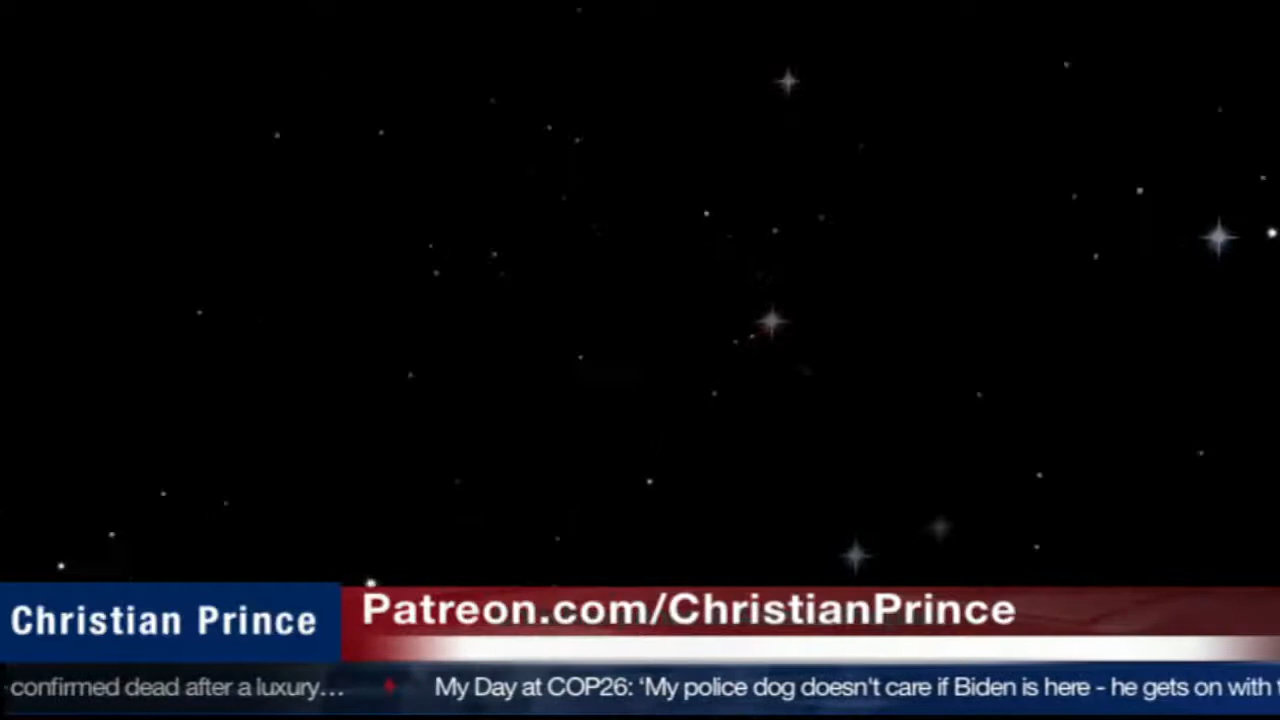 Christian Prince
Patreon.com/ChristianPrince
confirmed dead after a luxury... My Day at COP26: ‘My police dog doesn't care if Biden is here - he gets on with